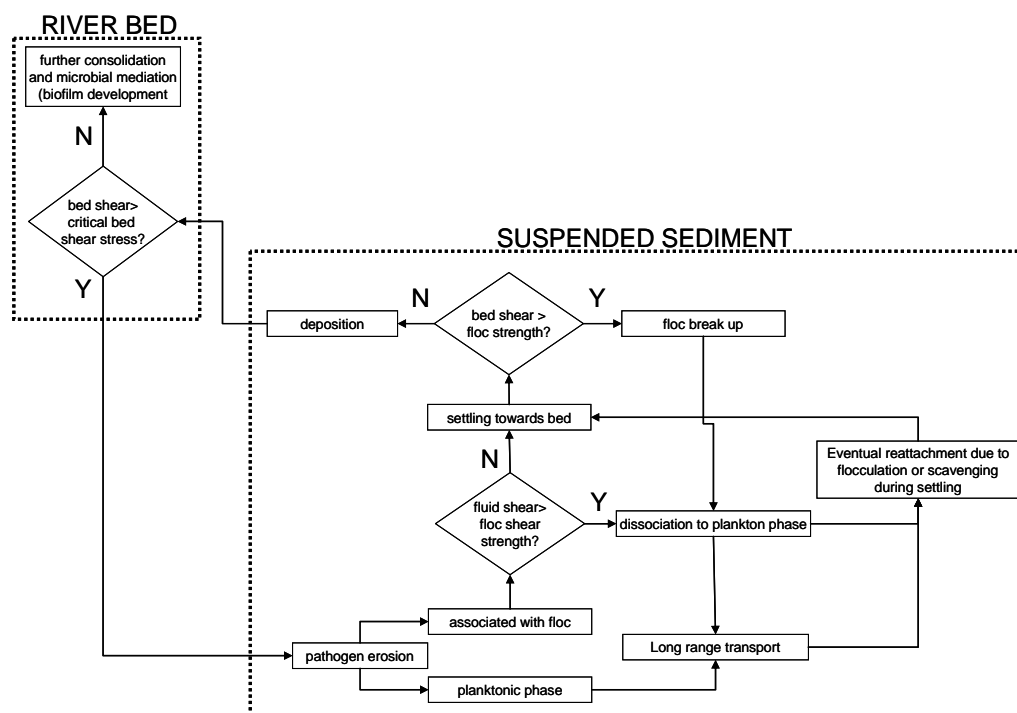 RIVER BED
further consolidation
and microbial mediation
(biofilm development
N
bed shear>
critical bed
shear stress?
Y
SUSPENDED SEDIMENT
deposition
N
bed shear >
floc strength?
Y
floc break up
settling towards bed
N
Eventual reattachment due to
flocculation or scavenging
during settling
fluid shear>
floc shear
strength?
Y
dissociation to plankton phase
associated with floc
pathogen erosion
Long range transport
planktonic phase